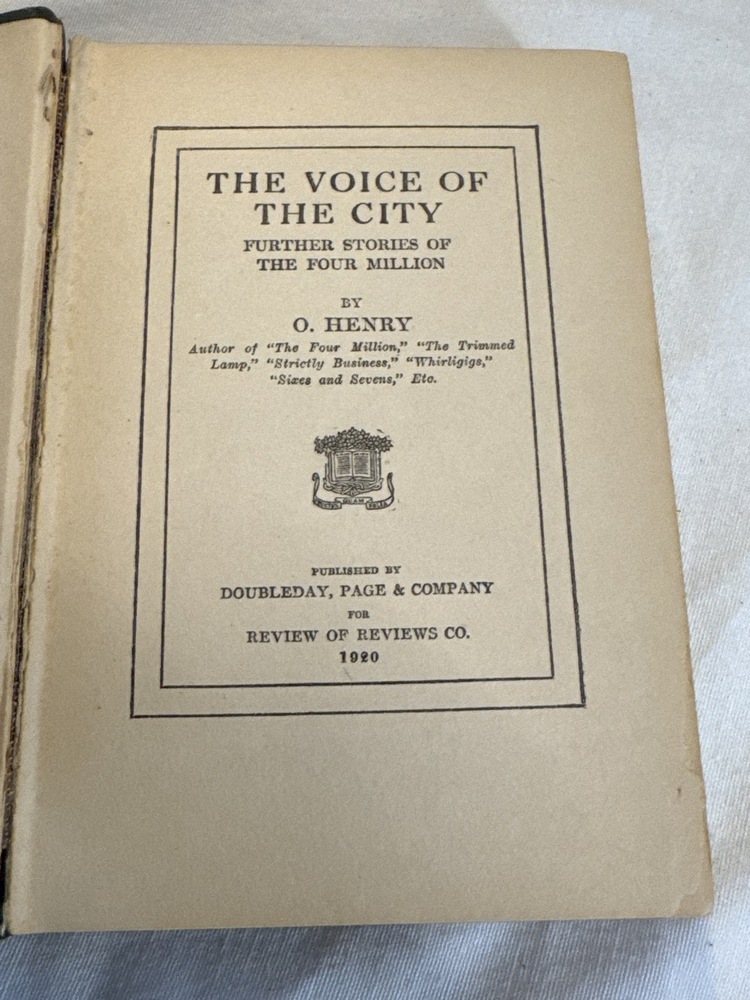 THE VOICE OF
THE CITY
FURTHER STORIES OF
THE FOUR MILLION
BY
O. HENRY
Author of "The Four Million," "The Trimmed
Lamp," "Strictly Business," "Whirligigs,"
"Sixes and Sevens," Etc.
QUAM
PUBLISHED BY
DOUBLEDAY, PAGE & COMPANY
FOR
REVIEW OF REVIEWS CO.
1920